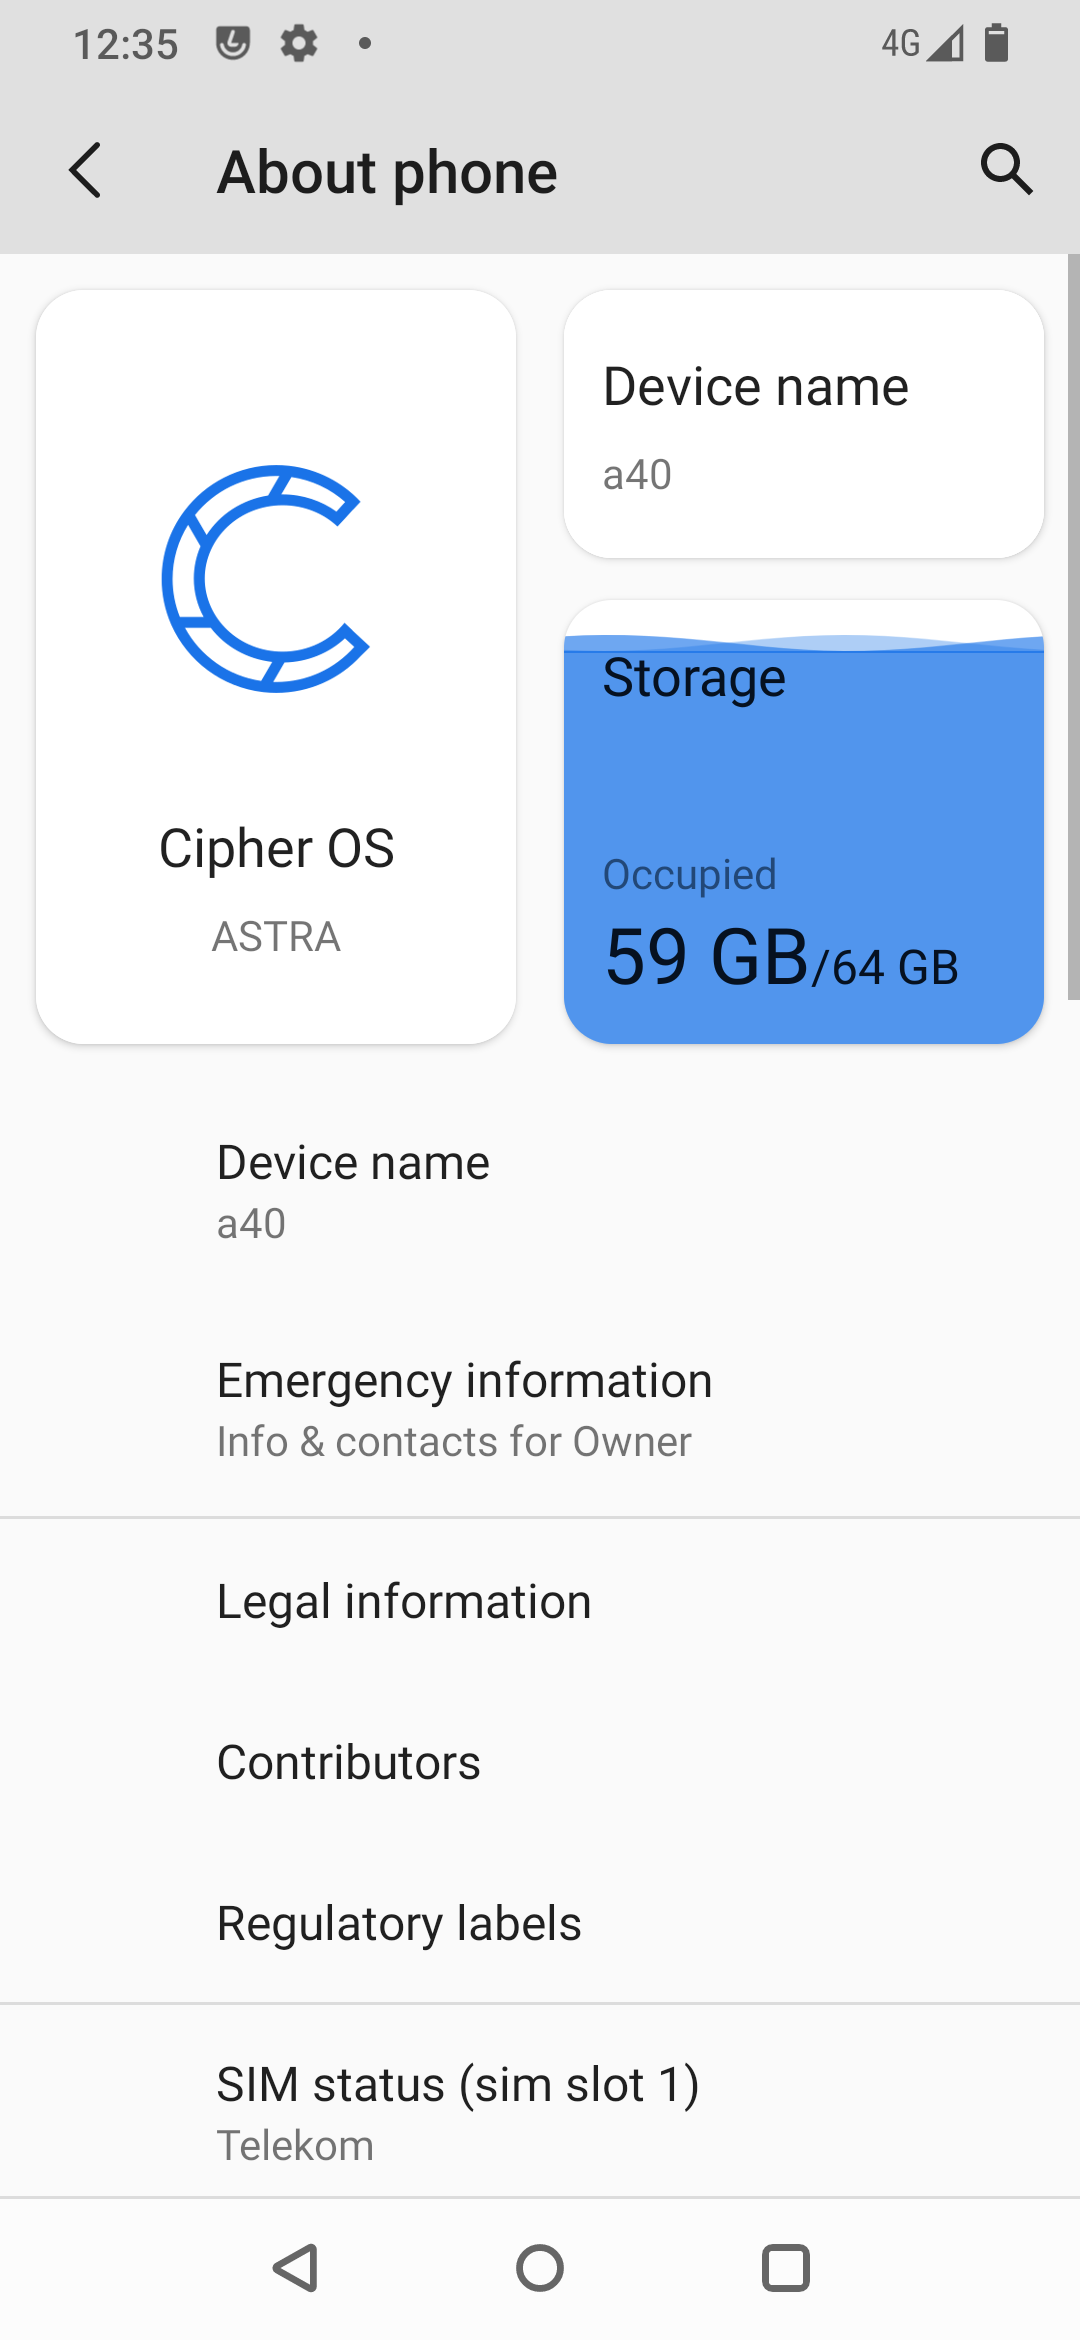 12:35
4G
About phone
Cipher OS
ASTRA
Device name
a40
Storage
Occupied
59 GB/64 GB
Device name
a40
Emergency information
Info & contacts for Owner
Legal information
Contributors
Regulatory labels
SIM status (sim slot 1)
Telekom